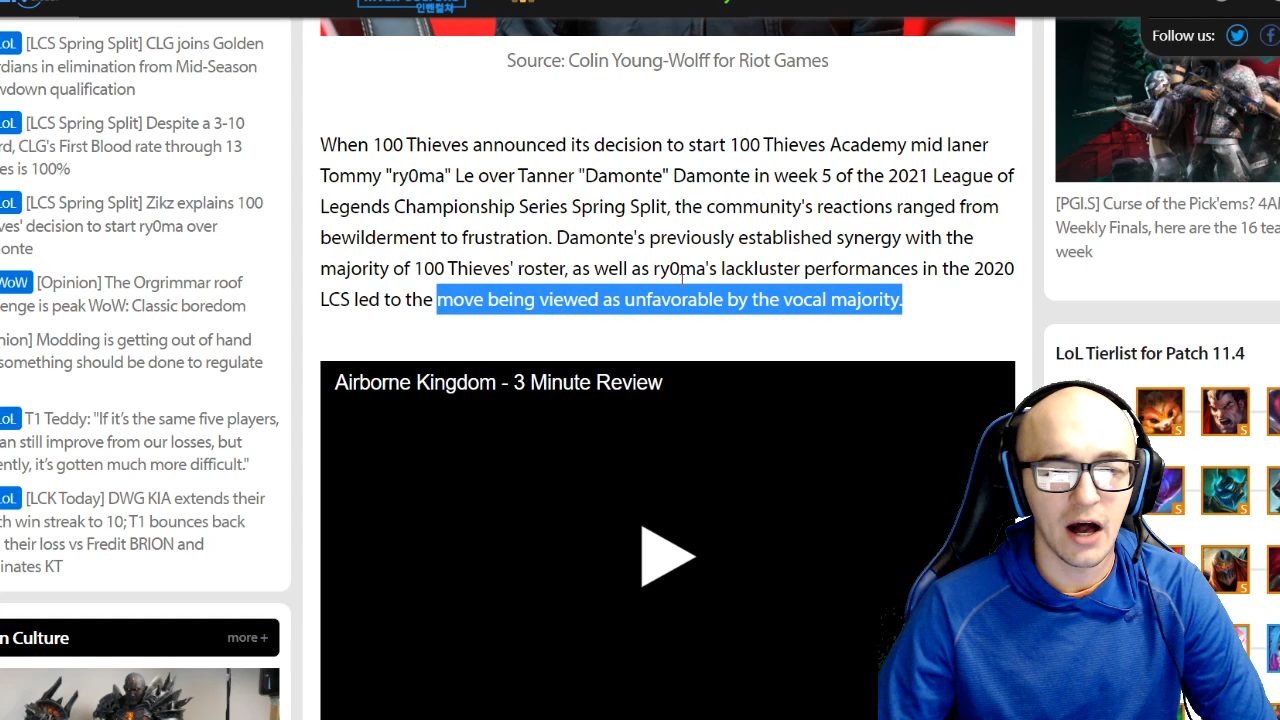 인벤컬쳐
Follow us:
LoL [LCS Spring Split] CLG joins Golden
rdians in elimination from Mid-Season
wdown qualification
LoL [LCS Spring Split] Despite a 3-10
rd, CLG's First Blood rate through 13
es is 100%
LoL [LCS Spring Split] Zikz explains 100
ves' decision to start ry0ma over
onte
WoW [Opinion] The Orgrimmar roof
enge is peak WoW: Classic boredom
nion] Modding is getting out of hand
something should be done to regulate
LoL T1 Teddy: "If it's the same five players,
an still improve from our losses, but
ently, it's gotten much more difficult."
LoL [LCK Today] DWG KIA extends their
ch win streak to 10; T1 bounces back
their loss vs Fredit BRION and
inates KT
n Culture
more +
Source: Colin Young-Wolff for Riot Games
When 100 Thieves announced its decision to start 100 Thieves Academy mid laner
Tommy "ry0ma" Le over Tanner "Damonte" Damonte in week 5 of the 2021 League of
Legends Championship Series Spring Split, the community's reactions ranged from
bewilderment to frustration. Damonte's previously established synergy with the
majority of 100 Thieves' roster, as well as ry0ma's lackluster performances in the 2020
LCS led to the move being viewed as unfavorable by the vocal majority.
Airborne Kingdom - 3 Minute Review
[PGI.S] Curse of the Pick'ems? 4A
Weekly Finals, here are the 16 tea
week
LoL Tierlist for Patch 11.4
S
S
S
S
S
S